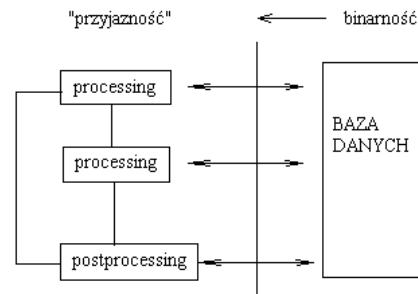 "przyjazność"
binarność
processing
BAZA
DANYCH
processing
postprocessing